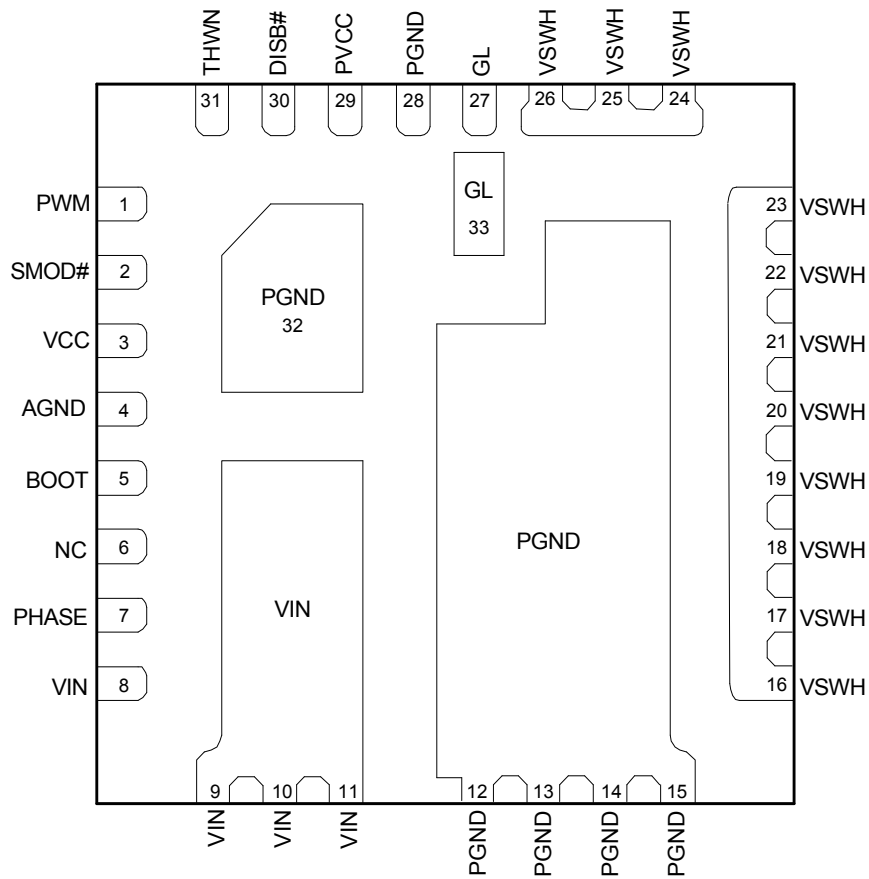 THWN
DISB#
PVCC
PGND
GL
VSWH
VSWH
VSWH
31 30 29 28 27 26 25 24
PWM 1
SMOD# 2
VCC 3
AGND 4
BOOT 5
NC 6
PHASE 7
VIN 8
GL
33
PGND
32
VIN
PGND
23 VSWH
22 VSWH
21 VSWH
20 VSWH
19 VSWH
18 VSWH
17 VSWH
16 VSWH
9 10 11 12 13 14 15
VIN
VIN
VIN
PGND
PGND
PGND
PGND